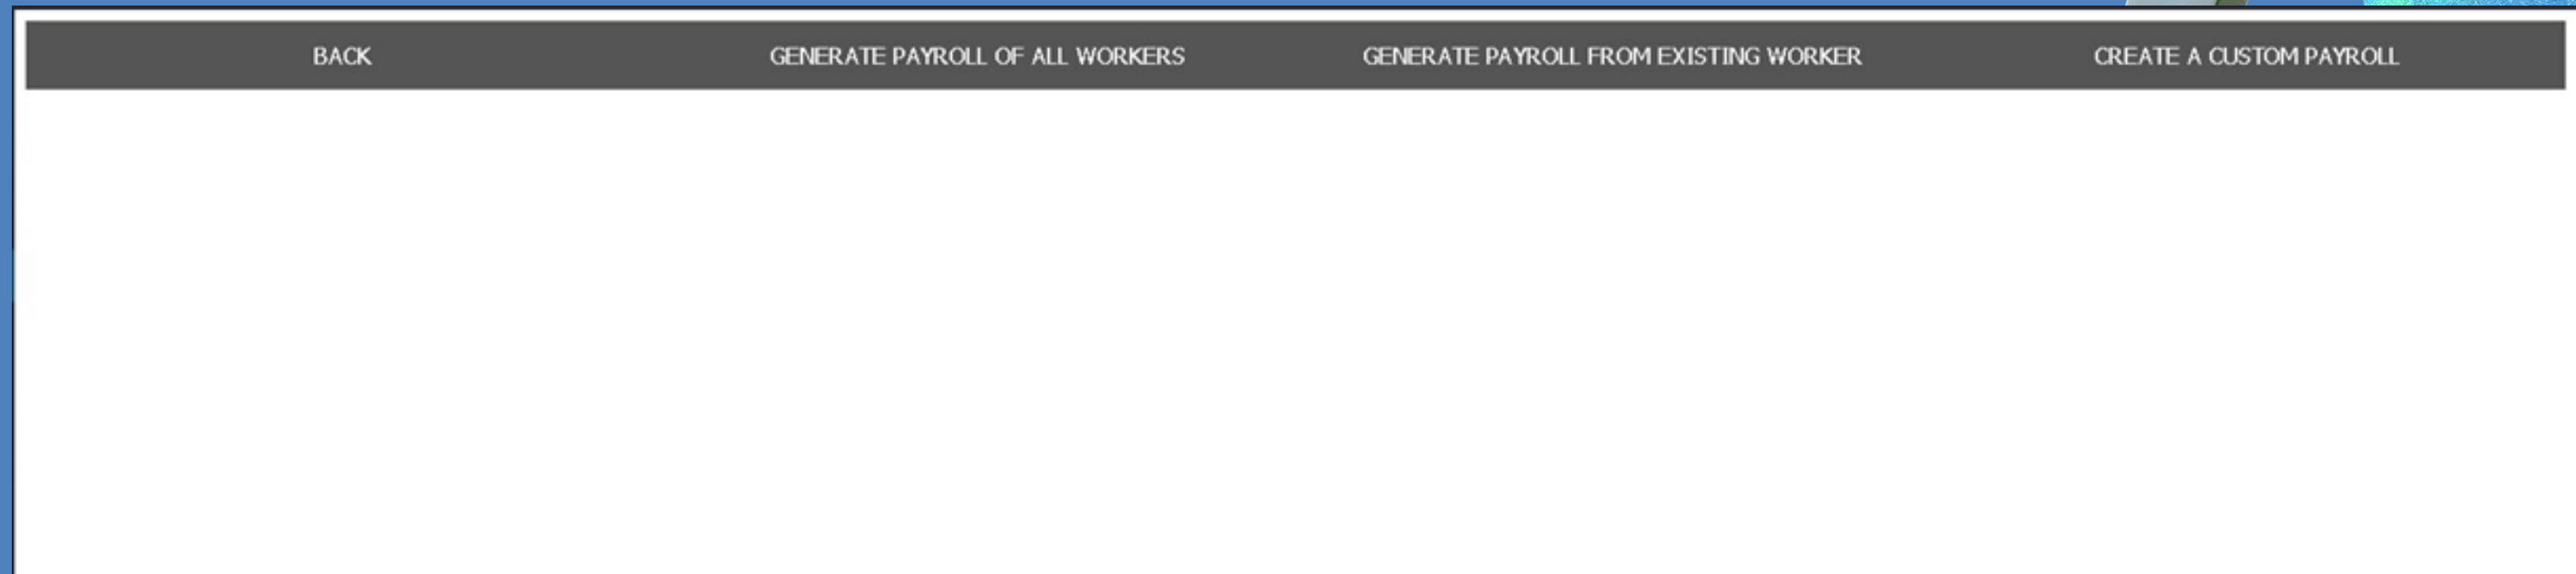 BACK
GENERATE PAYROLL OF ALL WORKERS
GENERATE PAYROLL FROM EXISTING WORKER
CREATE A CUSTOM PAYROLL